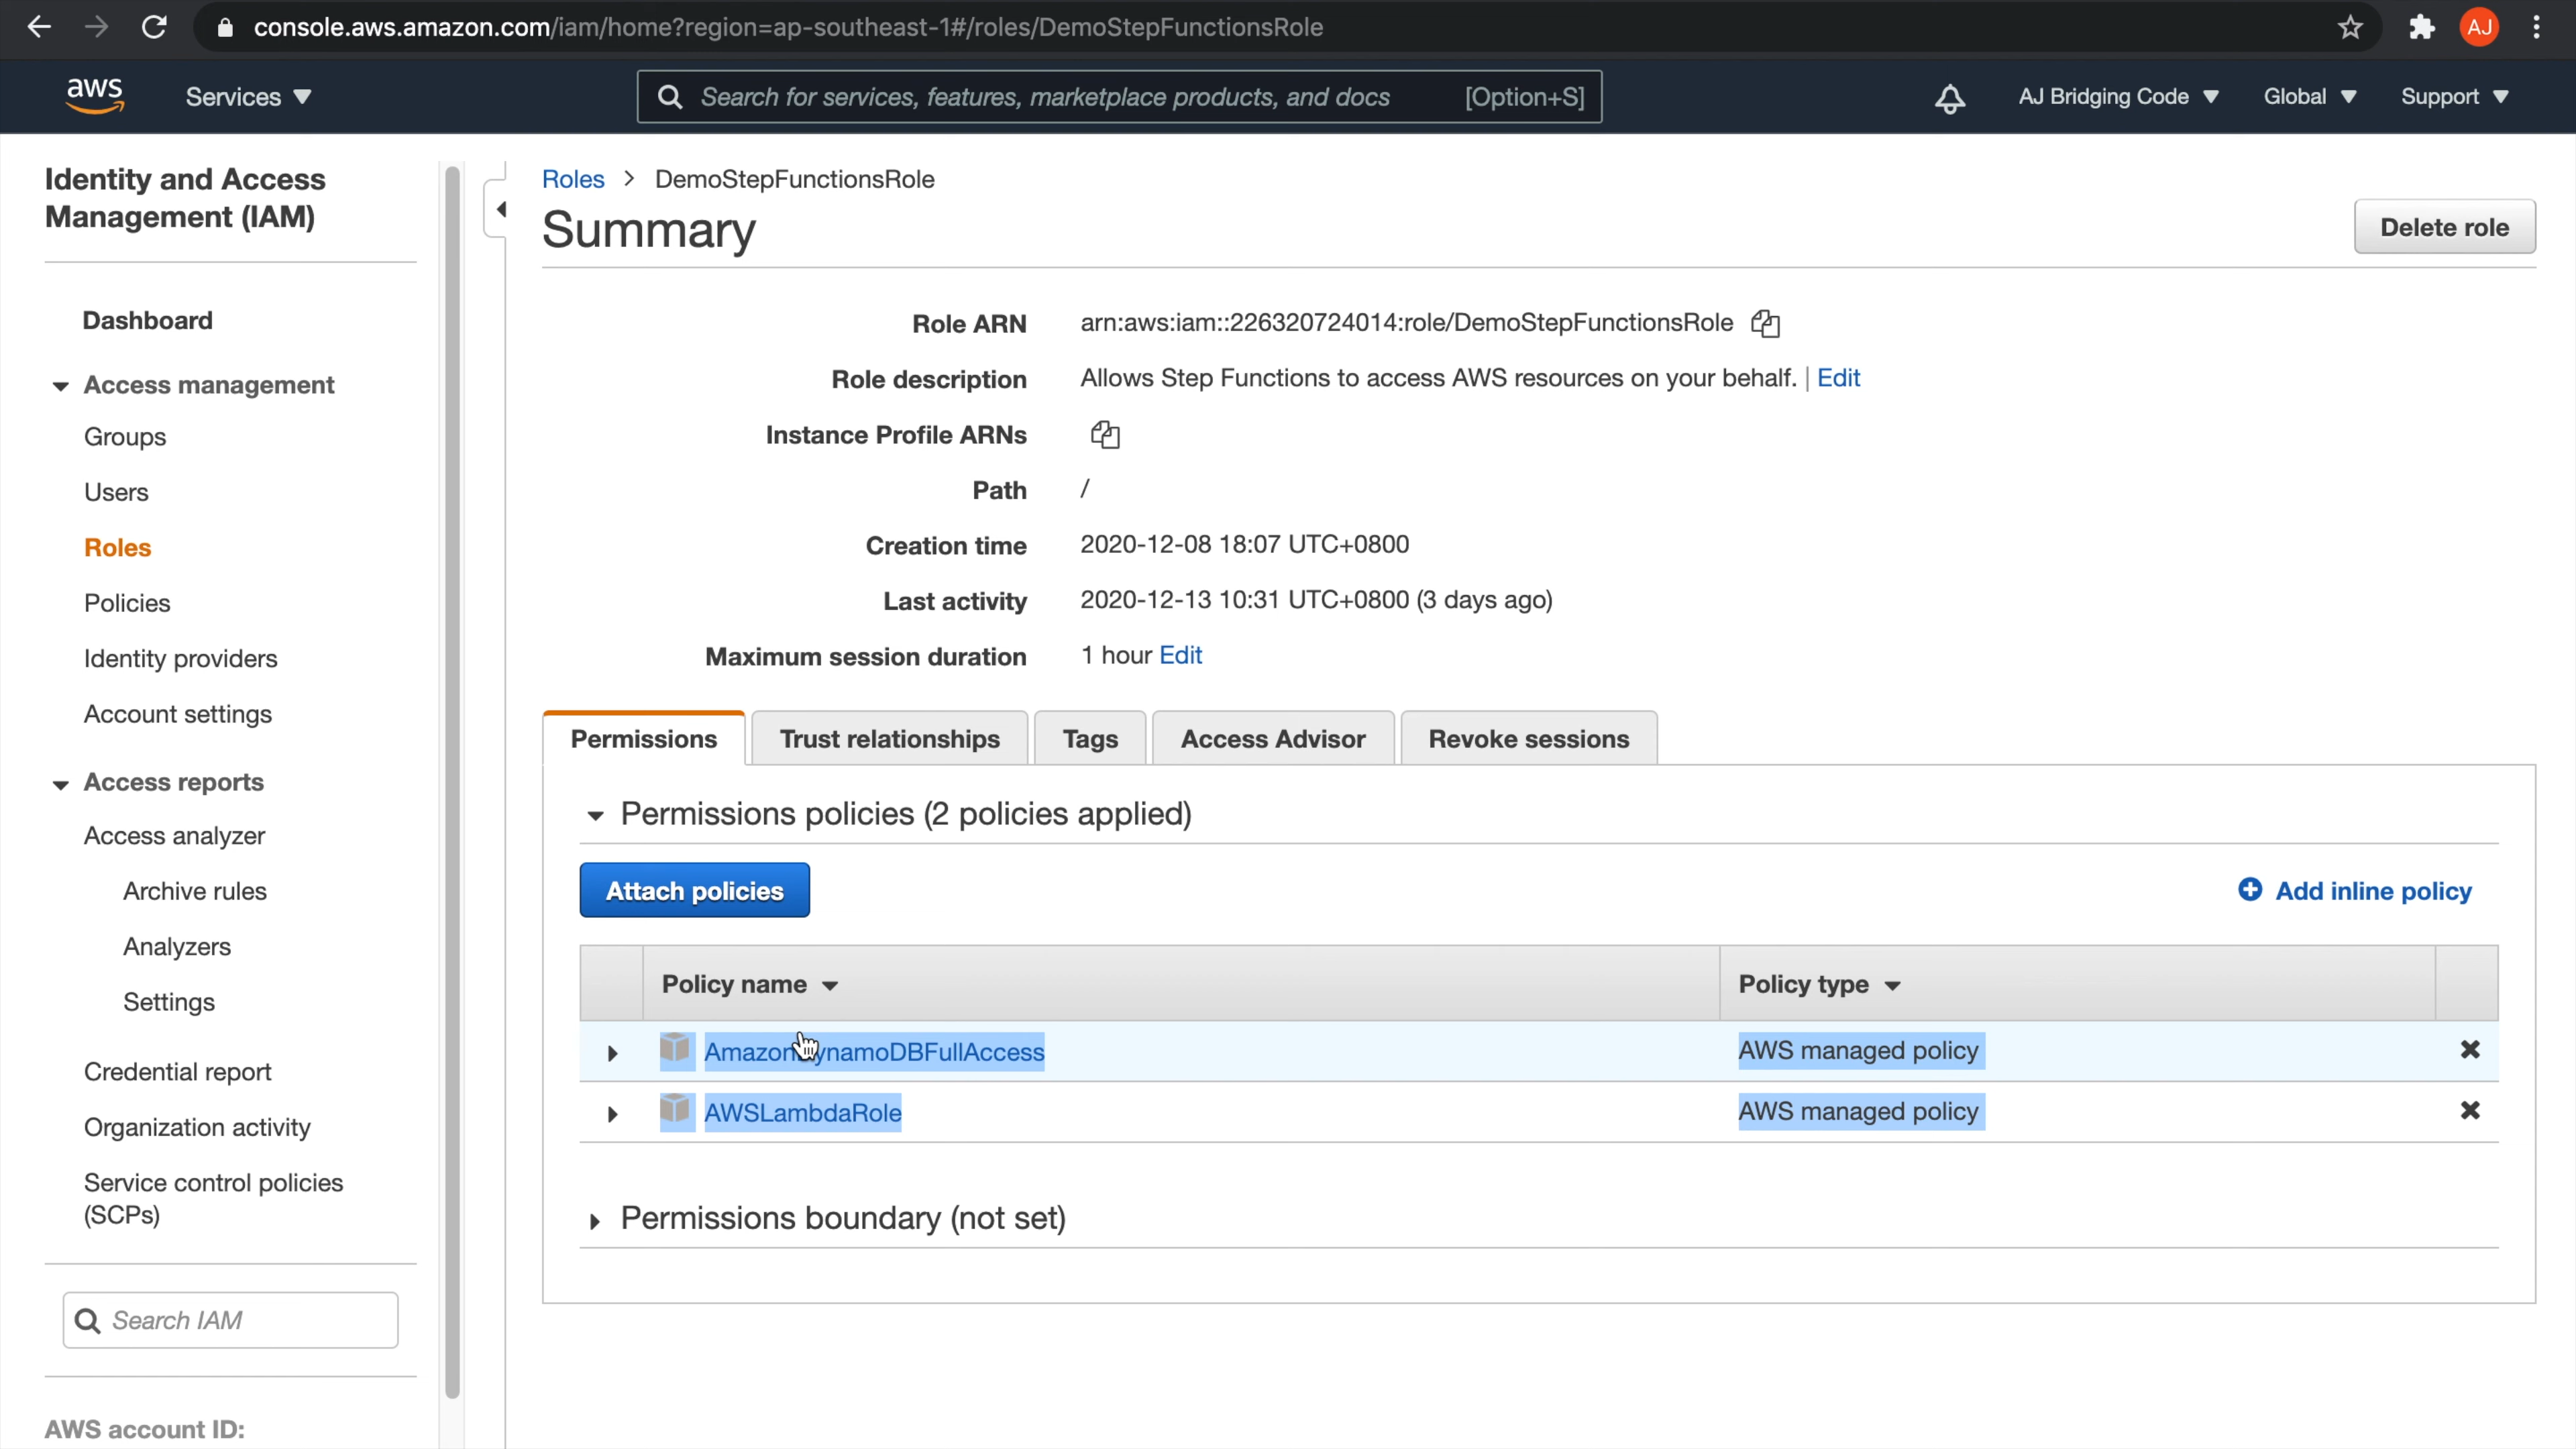 console.aws.amazon.com/iam/home?region=ap-southeast-1#/roles/DemoStepFunctionsRole
AJ
aws
Services
Search for services, features, marketplace products, and docs [Option+S]
AJ Bridging Code
Global
Support
Identity and Access
Management (IAM)
Dashboard
Access management
Groups
Users
Roles
Policies
Identity providers
Account settings
Access reports
Access analyzer
Archive rules
Analyzers
Settings
Credential report
Organization activity
Service control policies
(SCPs)
Search IAM
AWS account ID:
Roles > DemoStepFunctionsRole
Summary
Delete role
Role ARN arn:aws:iam::226320724014:role/DemoStepFunctionsRole
Role description Allows Step Functions to access AWS resources on your behalf. | Edit
Instance Profile ARNs
Path /
Creation time 2020-12-08 18:07 UTC+0800
Last activity 2020-12-13 10:31 UTC+0800 (3 days ago)
Maximum session duration 1 hour Edit
Permissions Trust relationships Tags Access Advisor Revoke sessions
Permissions policies (2 policies applied)
Attach policies
Add inline policy
Policy name Policy type
AmazonDynamoDBFullAccess AWS managed policy
AWSLambdaRole AWS managed policy
Permissions boundary (not set)